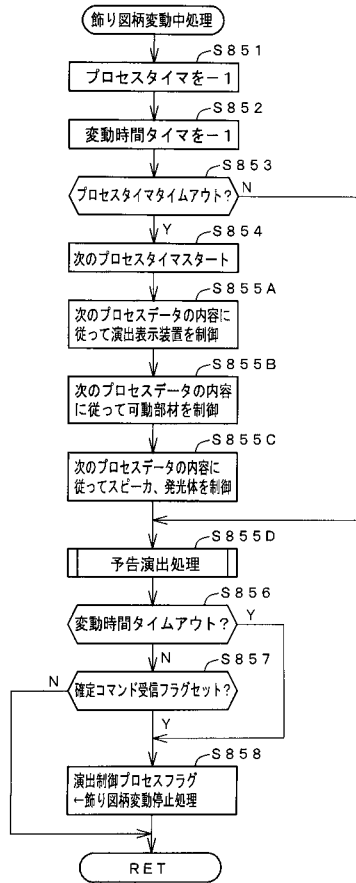 飾り図柄変動中処理
S851
プロセスタイマを－1
S852
変動時間タイマを－1
S853
プロセスタイマタイムアウト？
N
Y
S854
次のプロセスタイマスタート
S855A
次のプロセスデータの内容に
従って演出表示装置を制御
S855B
次のプロセスデータの内容
に従って可動部材を制御
S855C
次のプロセスデータの内容に
従ってスピーカ、発光体を制御
S855D
予告演出処理
S856
変動時間タイムアウト？
Y
N
S857
確定コマンド受信フラグセット？
N
Y
S858
演出制御プロセスフラグ
←飾り図柄変動停止処理
RET